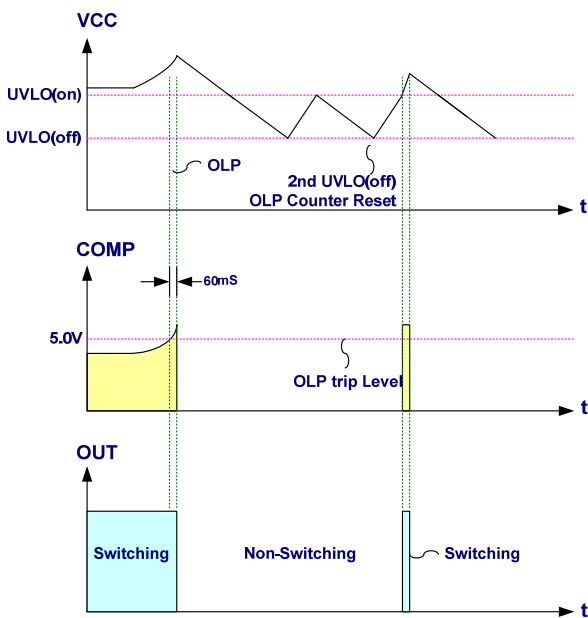 VCC
UVLO(on)
UVLO(off)
OLP
2nd UVLO(off)
OLP Counter Reset
t
COMP
60mS
5.0V
OLP trip Level
t
OUT
Switching
Non-Switching
Switching
t